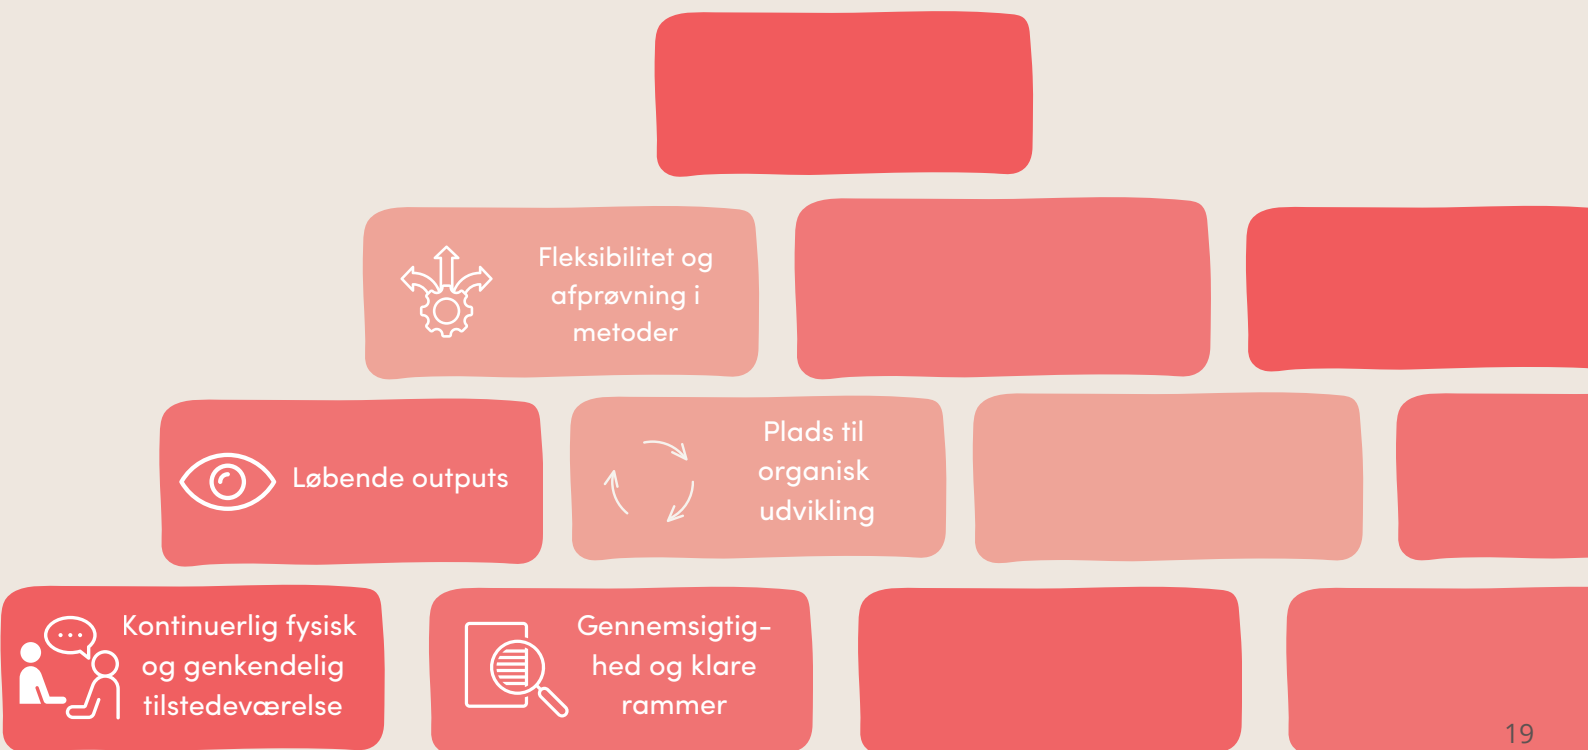 Fleksibilitet og
afprøvning i
metoder
Løbende outputs
Plads til
organisk
udvikling
Kontinuerlig fysisk
og genkendelig
tilstedeværelse
Gennemsigtig-
hed og klare
rammer
19